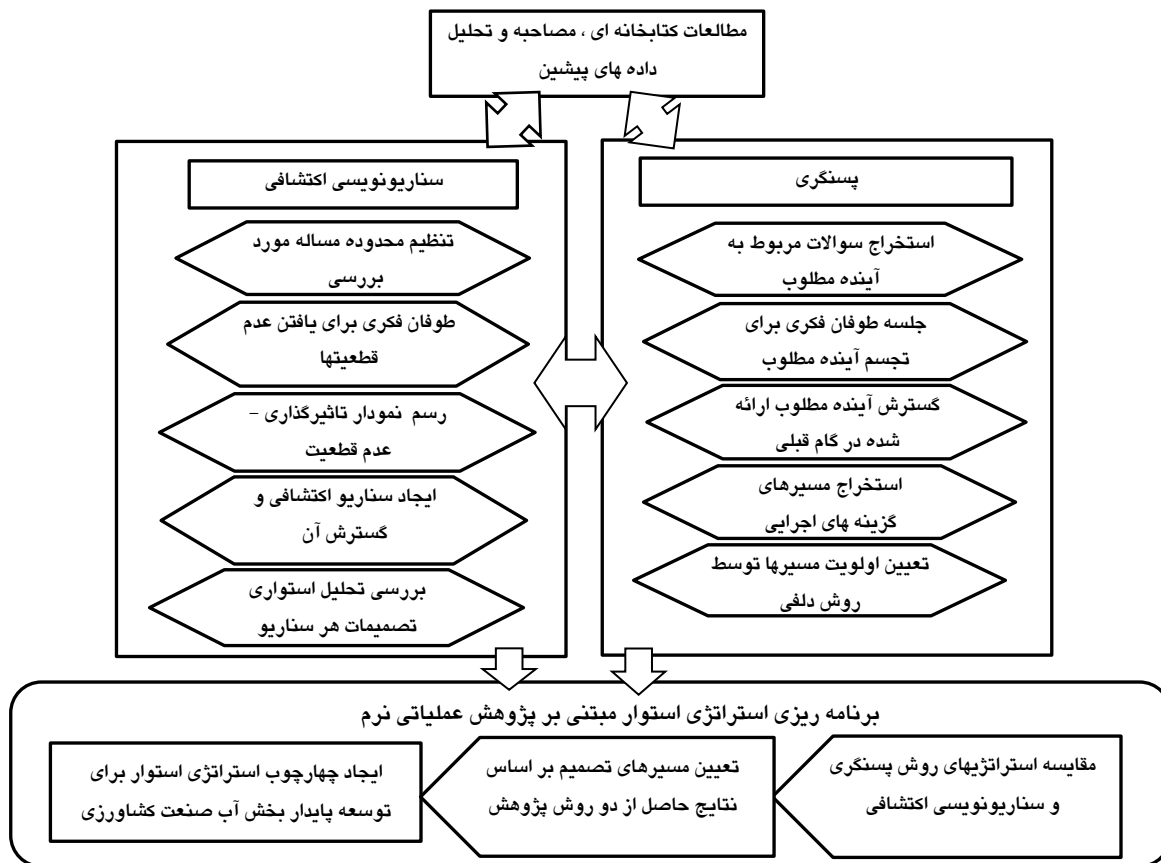 مطالعات کتابخانه ای ، مصاحبه و تحلیل
داده های پیشین
پسنگری
استخراج سوالات مربوط به
آینده مطلوب
جلسه طوفان فکری برای
تجسم آینده مطلوب
گسترش آینده مطلوب ارائه
شده در گام قبلی
استخراج مسیرهای
گزینه های اجرایی
تعیین اولویت مسیرها توسط
روش دلفی
سناریونویسی اکتشافی
تنظیم محدوده مساله مورد
بررسی
طوفان فکری برای یافتن عدم
قطعیتها
رسم نمودار تاثیرگذاری –
عدم قطعیت
ایجاد سناریو اکتشافی و
گسترش آن
بررسی تحلیل استواری
تصمیمات هر سناریو
برنامه ریزی استراتژی استوار مبتنی بر پژوهش عملیاتی نرم
مقایسه استراتژیهای روش پسنگری
و سناریونویسی اکتشافی
تعیین مسیرهای تصمیم بر اساس
نتایج حاصل از دو روش پژوهش
ایجاد چهارچوب استراتژی استوار برای
توسعه پایدار بخش آب صنعت کشاورزی